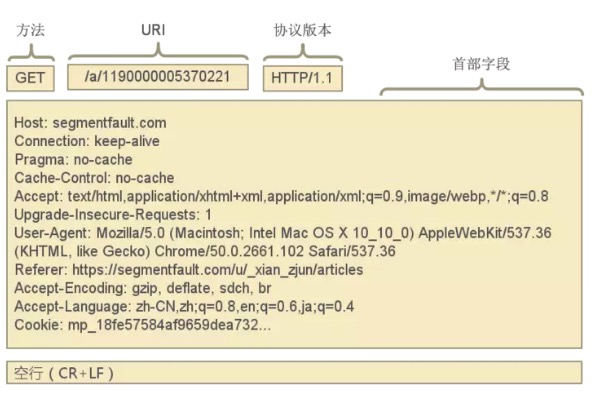 方法 URI 协议版本
首部字段
GET /a/1190000005370221 HTTP/1.1
Host: segmentfault.com
Connection: keep-alive
Pragma: no-cache
Cache-Control: no-cache
Accept: text/html,application/xhtml+xml,application/xml;q=0.9,image/webp,*/*;q=0.8
Upgrade-Insecure-Requests: 1
User-Agent: Mozilla/5.0 (Macintosh; Intel Mac OS X 10_10_0) AppleWebKit/537.36
(KHTML, like Gecko) Chrome/50.0.2661.102 Safari/537.36
Referer: https://segmentfault.com/u/_xian_zjun/articles
Accept-Encoding: gzip, deflate, sdch, br
Accept-Language: zh-CN,zh;q=0.8,en;q=0.6,ja;q=0.4
Cookie: mp_18fe57584af9659dea732...
空行（CR+LF）